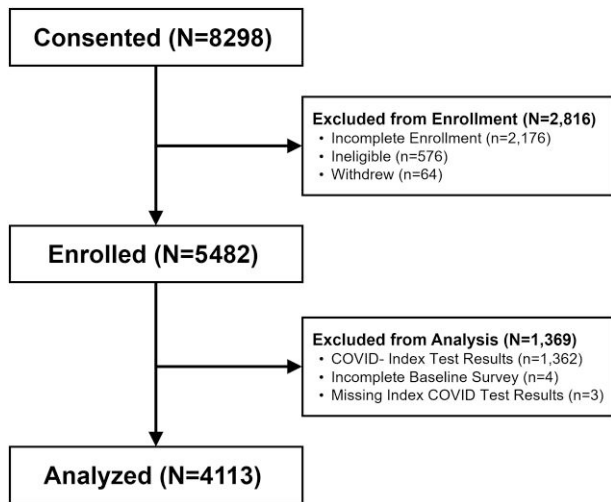 Consented (N=8298)
Excluded from Enrollment (N=2,816)
• Incomplete Enrollment (n=2,176)
• Ineligible (n=576)
• Withdrew (n=64)
Enrolled (N=5482)
Excluded from Analysis (N=1,369)
• COVID- Index Test Results (n=1,362)
• Incomplete Baseline Survey (n=4)
• Missing Index COVID Test Results (n=3)
Analyzed (N=4113)